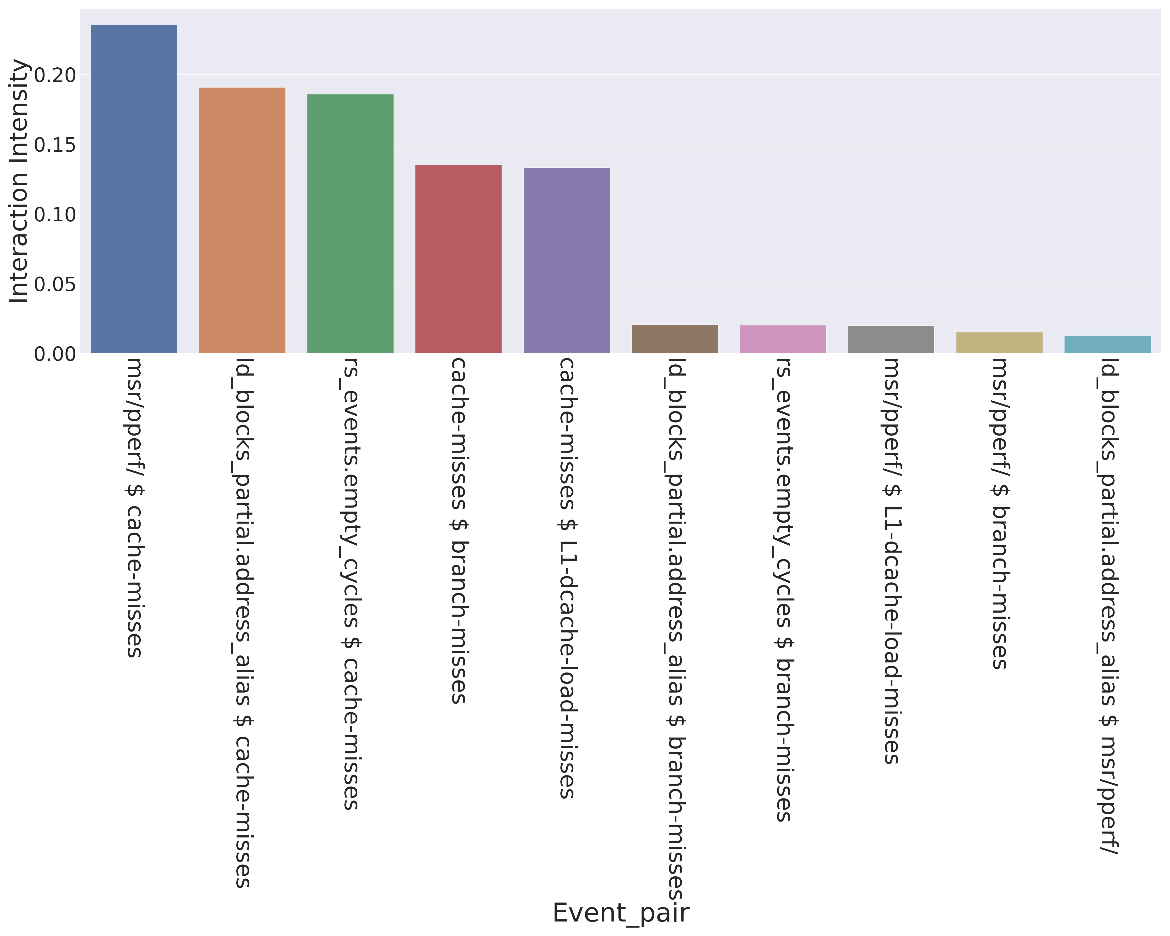 Interaction Intensity
0.20
0.15
0.10
0.05
0.00
msr/pperf/ $ cache-misses
ld_blocks_partial.address_alias $ cache-misses
rs_events.empty_cycles $ cache-misses
cache-misses $ branch-misses
cache-misses $ L1-dcache-load-misses
ld_blocks_partial.address_alias $ branch-misses
rs_events.empty_cycles $ branch-misses
msr/pperf/ $ L1-dcache-load-misses
msr/pperf/ $ branch-misses
ld_blocks_partial.address_alias $ msr/pperf/
Event_pair